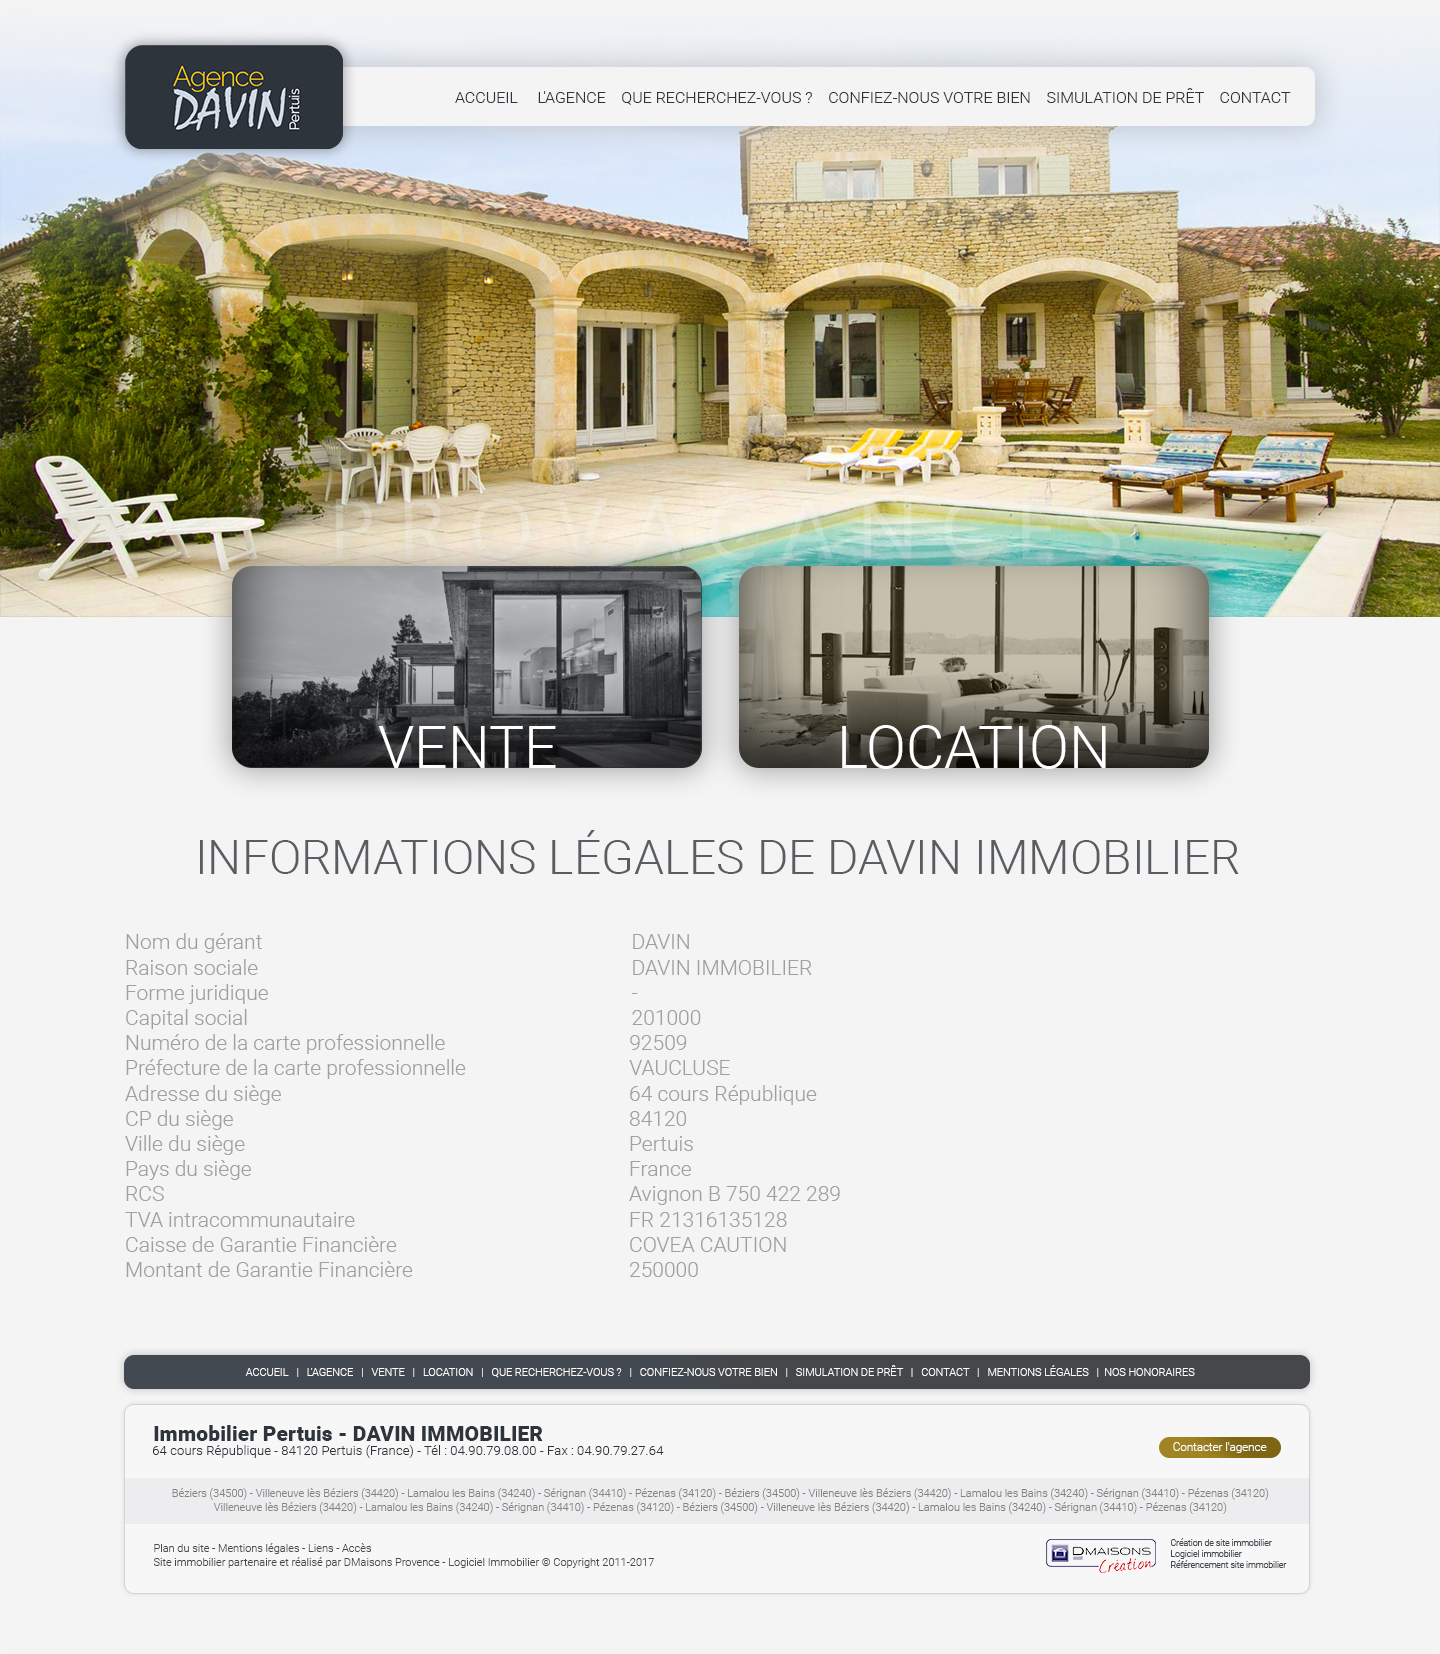 Agence
DAVIN
Pertuis
ACCUEIL L'AGENCE QUE RECHERCHEZ-VOUS ? CONFIEZ-NOUS VOTRE BIEN SIMULATION DE PRÊT CONTACT
PROVACANCES
VENTE LOCATION
INFORMATIONS LÉGALES DE DAVIN IMMOBILIER
Nom du gérant DAVIN
Raison sociale DAVIN IMMOBILIER
Forme juridique -
Capital social 201000
Numéro de la carte professionnelle 92509
Préfecture de la carte professionnelle VAUCLUSE
Adresse du siège 64 cours République
CP du siège 84120
Ville du siège Pertuis
Pays du siège France
RCS Avignon B 750 422 289
TVA intracommunautaire FR 21316135128
Caisse de Garantie Financière COVEA CAUTION
Montant de Garantie Financière 250000
ACCUEIL | L'AGENCE | VENTE | LOCATION | QUE RECHERCHEZ-VOUS ? | CONFIEZ-NOUS VOTRE BIEN | SIMULATION DE PRÊT | CONTACT | MENTIONS LÉGALES | NOS HONORAIRES
Immobilier Pertuis - DAVIN IMMOBILIER
64 cours République - 84120 Pertuis (France) - Tél : 04.90.79.08.00 - Fax : 04.90.79.27.64
Contacter l'agence
Béziers (34500) - Villeneuve lès Béziers (34420) - Lamalou les Bains (34240) - Sérignan (34410) - Pézenas (34120) - Béziers (34500) - Villeneuve lès Béziers (34420) - Lamalou les Bains (34240) - Sérignan (34410) - Pézenas (34120)
Villeneuve lès Béziers (34420) - Lamalou les Bains (34240) - Sérignan (34410) - Pézenas (34120) - Béziers (34500) - Villeneuve lès Béziers (34420) - Lamalou les Bains (34240) - Sérignan (34410) - Pézenas (34120)
Plan du site - Mentions légales - Liens - Accès
Site immobilier partenaire et réalisé par DMaisons Provence - Logiciel Immobilier © Copyright 2011-2017
DMAISONS
Création
Création de site immobilier
Logiciel immobilier
Référencement site immobilier